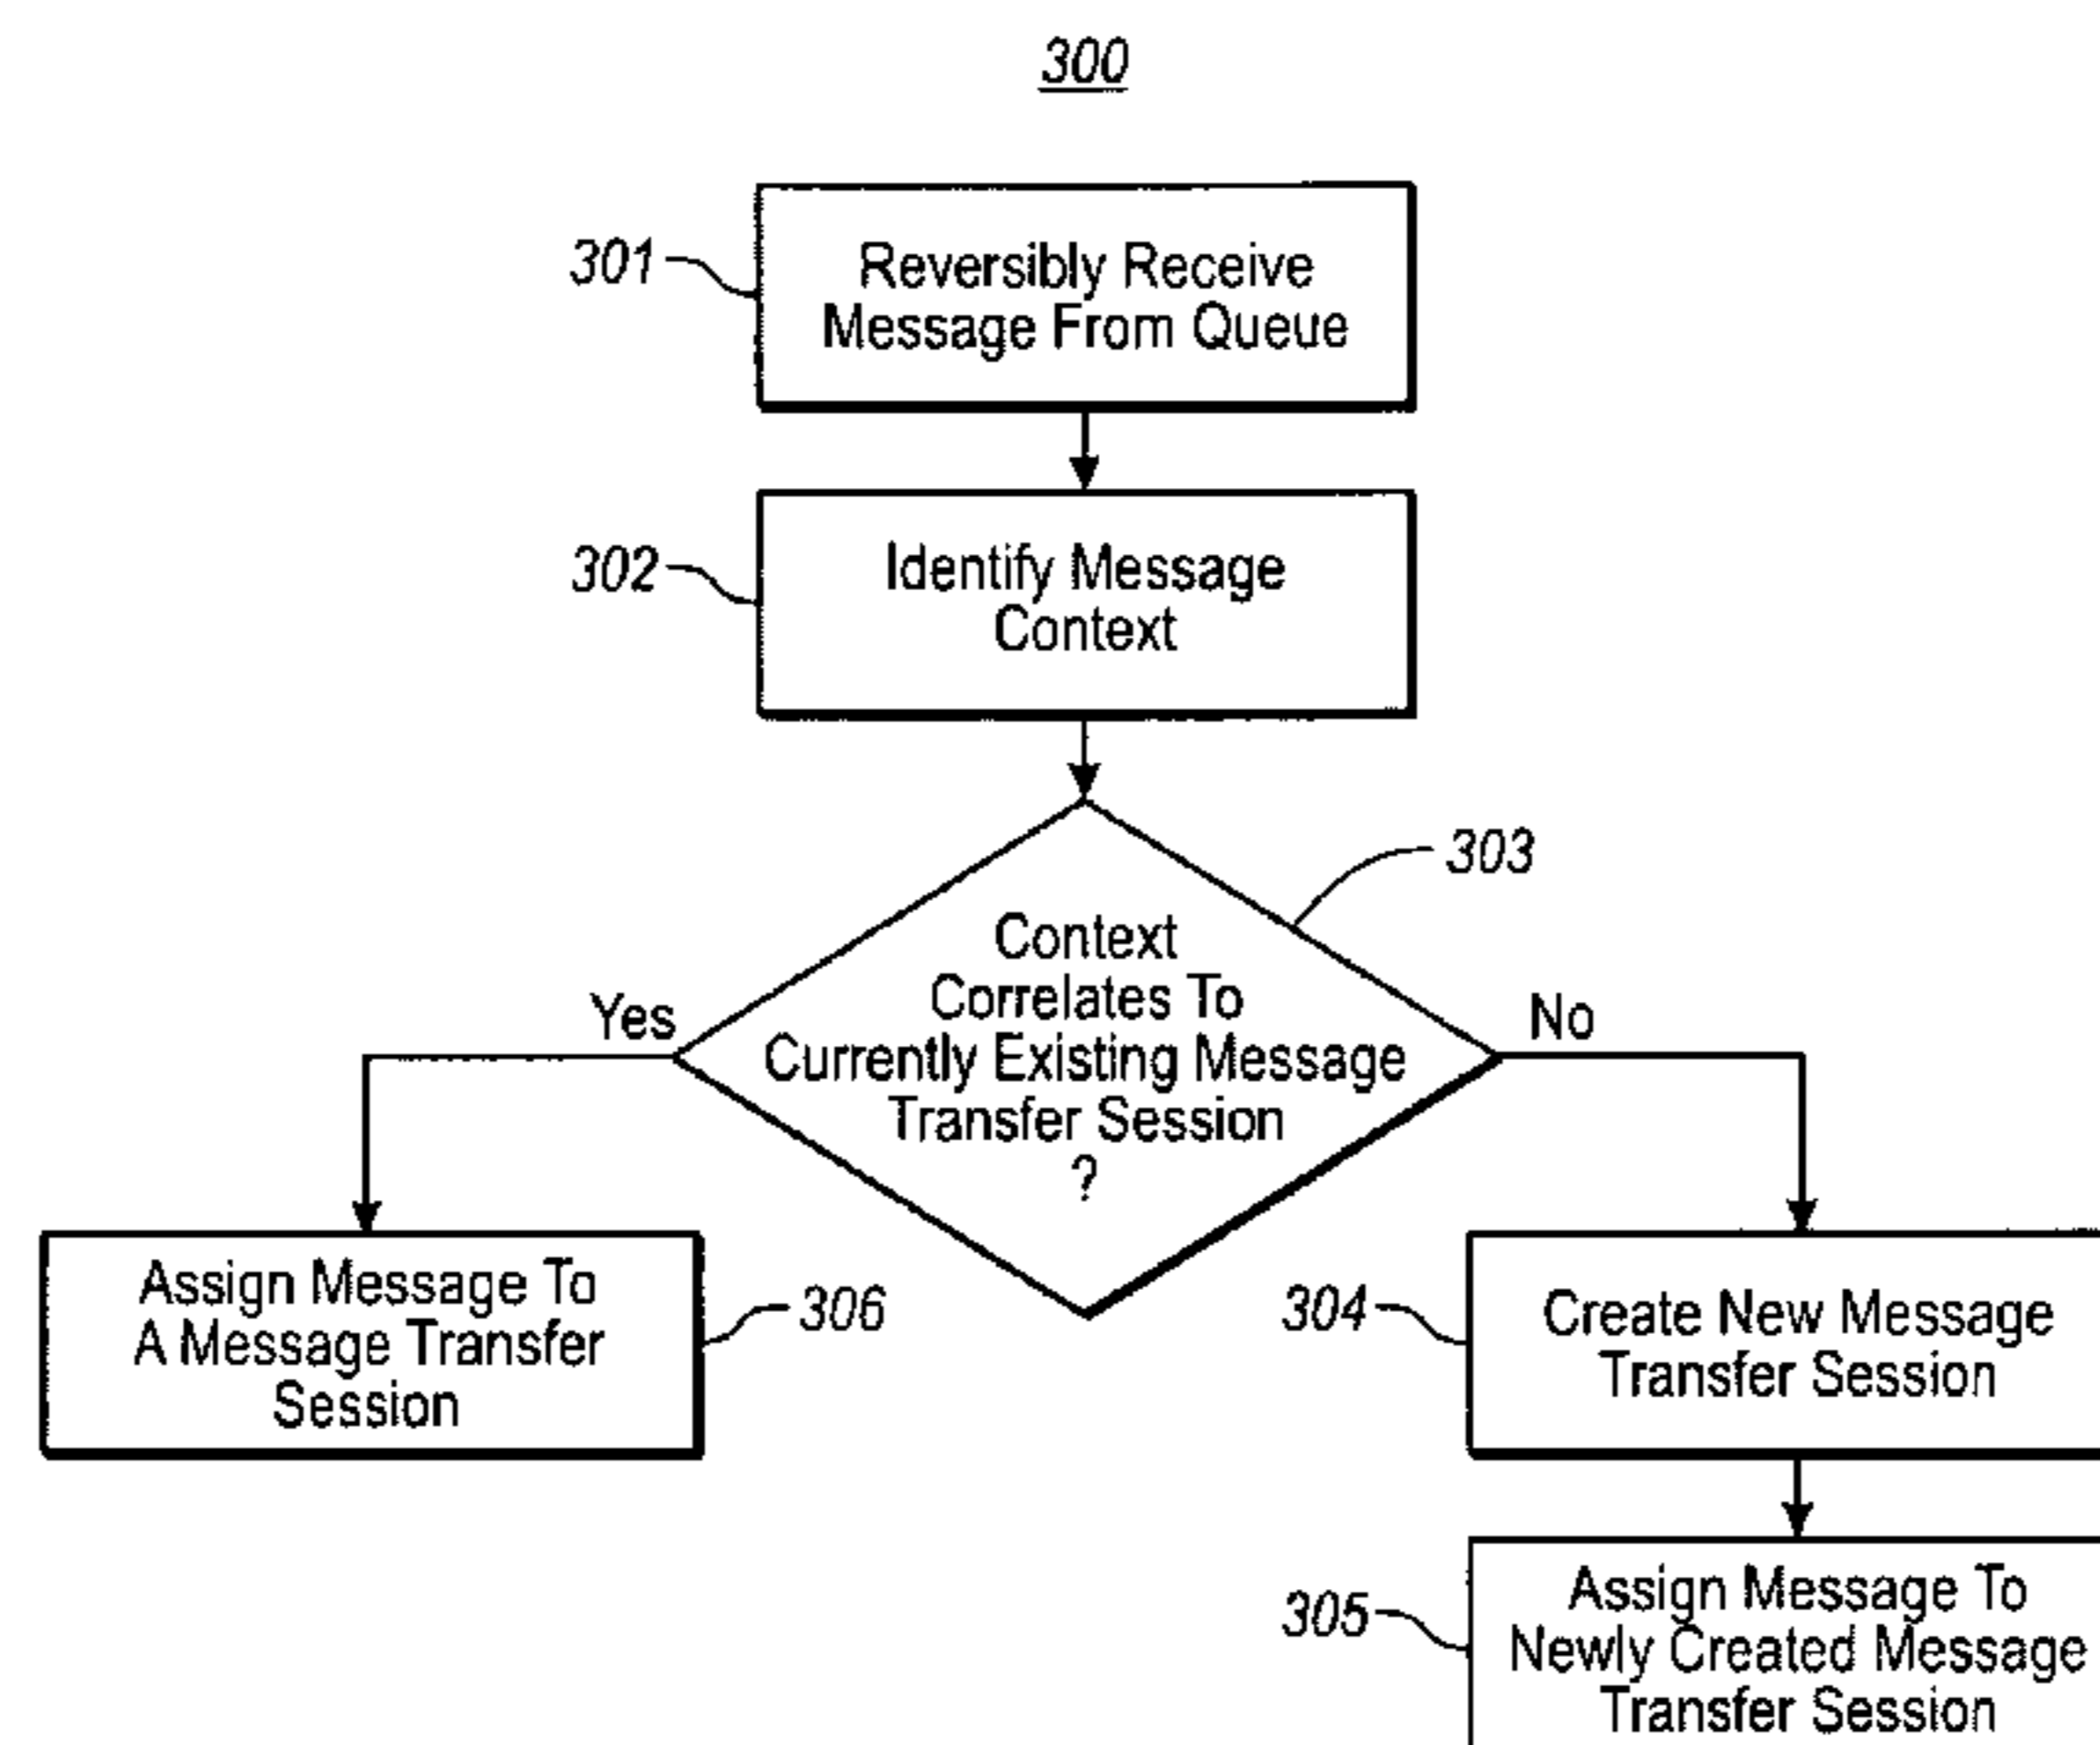 300
301
Reversibly Receive
Message From Queue
302
Identify Message
Context
303
Context
Correlates To
Currently Existing Message
Transfer Session
?
Yes
No
Assign Message To
A Message Transfer
Session
306
304
Create New Message
Transfer Session
305
Assign Message To
Newly Created Message
Transfer Session